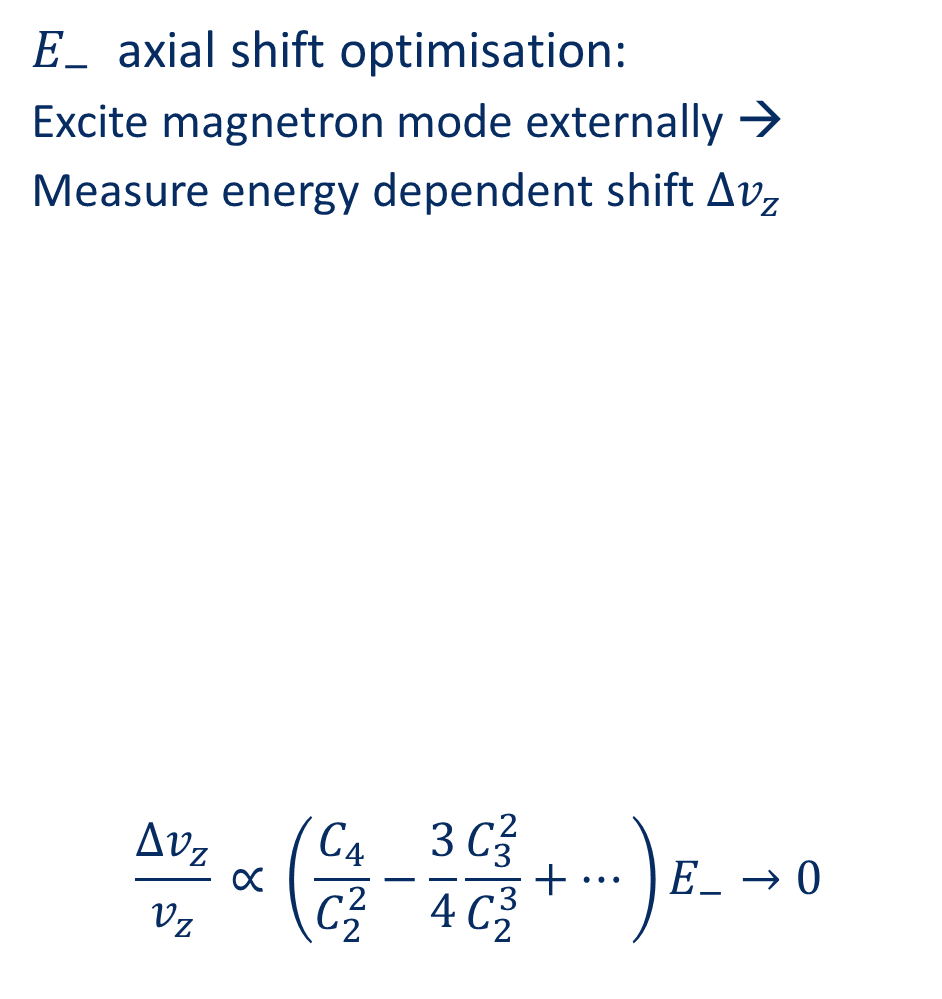 E₋ axial shift optimisation:
Excite magnetron mode externally →
Measure energy dependent shift Δν_z
Δν_z / ν_z ∝ (C₄ / C₂² − 3/4 C₃² / C₂³ + ⋯) E₋ → 0